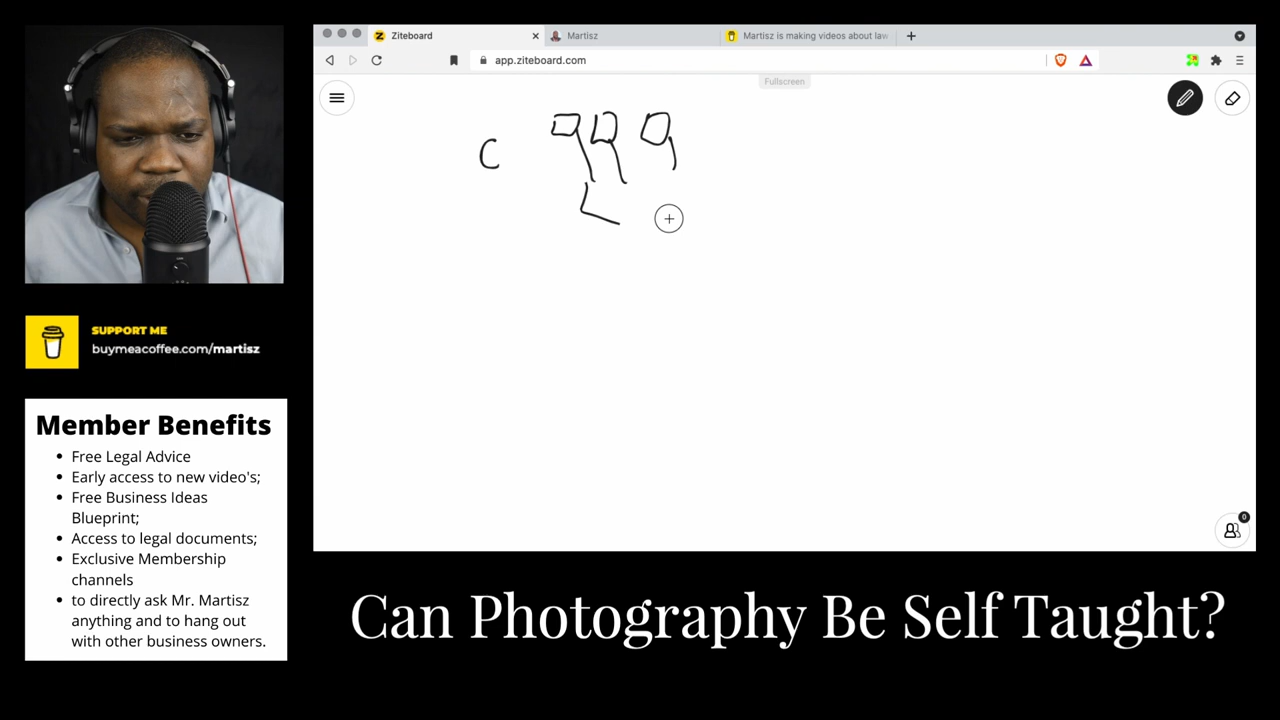 Ziteboard
Martisz
Martisz is making videos about law
app.ziteboard.com
Fullscreen
C
L
SUPPORT ME
buymeacoffee.com/martisz
Member Benefits
• Free Legal Advice
• Early access to new video's;
• Free Business Ideas
Blueprint;
• Access to legal documents;
• Exclusive Membership
channels
• to directly ask Mr. Martisz
anything and to hang out
with other business owners.
0
Can Photography Be Self Taught?